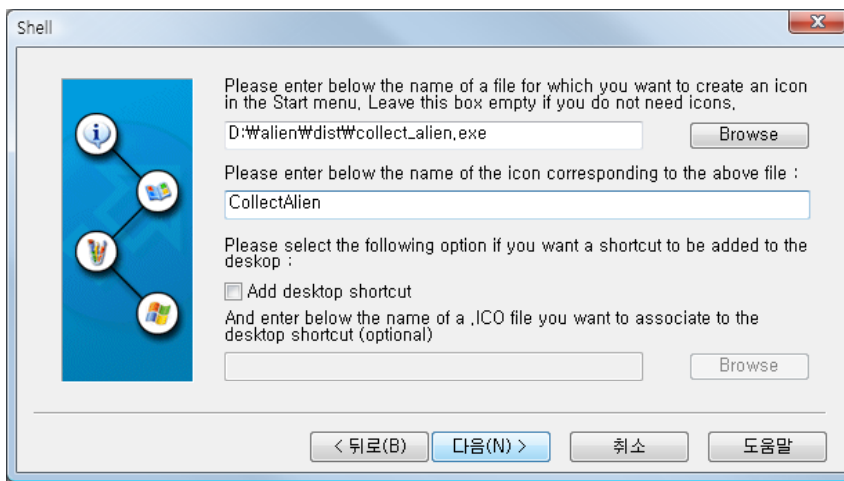 Shell
Please enter below the name of a file for which you want to create an icon
in the Start menu, Leave this box empty if you do not need icons,
D:₩alien₩dist₩collect_alien,exe
Browse
Please enter below the name of the icon corresponding to the above file :
CollectAlien
Please select the following option if you want a shortcut to be added to the
deskop :
Add desktop shortcut
And enter below the name of a ,ICO file you want to associate to the
desktop shortcut (optional)
Browse
< 뒤로(B)
다음(N) >
취소
도움말